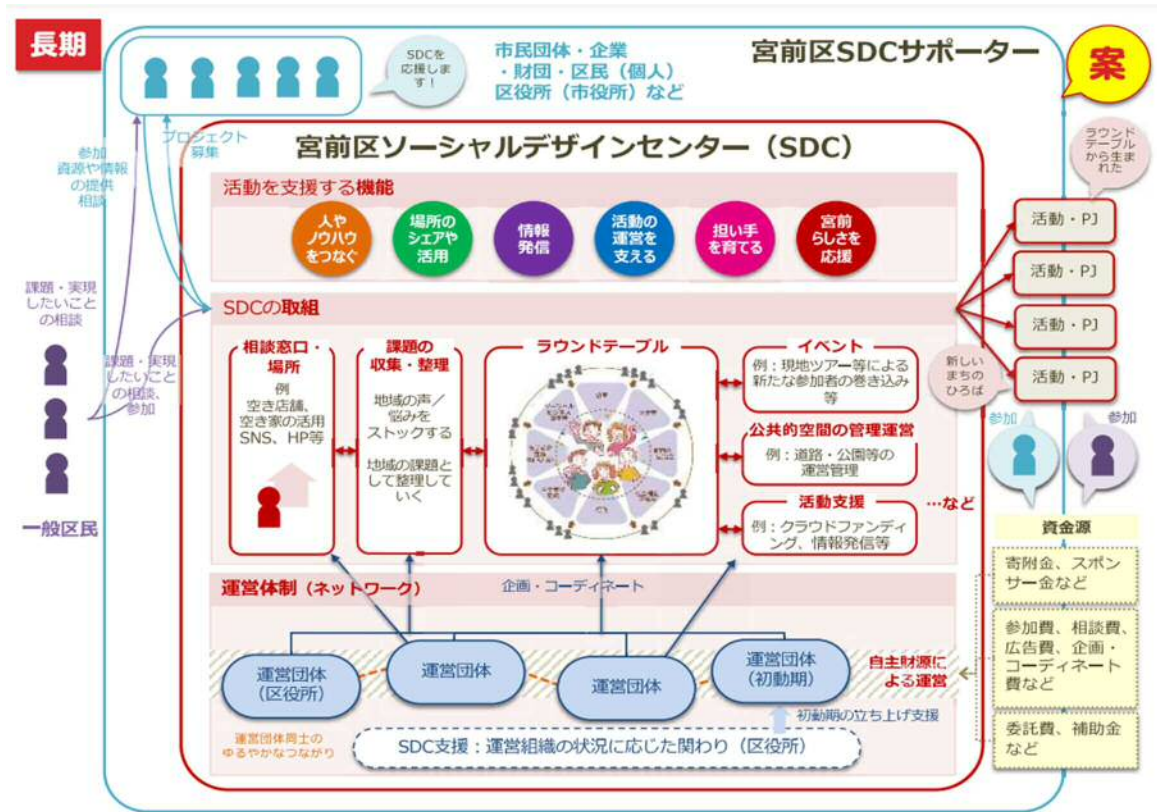 長期
SDCを
応援しま
す！
市民団体・企業
・財団・区民（個人）
区役所（市役所）など
宮前区SDCサポーター
案
ラウンド
テーブル
から生ま
れた
プロジェクト
募集
参加
資源や情報
の提供
相談
宮前区ソーシャルデザインセンター（SDC）
活動を支援する機能
人や
ノウハウ
をつなぐ
場所の
シェアや
活用
情報
発信
活動の
運営を
支える
担い手
を育てる
宮前
らしさを
応援
活動・PJ
活動・PJ
活動・PJ
活動・PJ
新しい
まちの
ひろば
参加
参加
課題・実現
したいこと
の相談
課題・実現
したいこと
の相談、
参加
一般区民
SDCの取組
相談窓口・
場所
例
空き店舗、
空き家の活用
SNS、HP等
課題の
収集・整理
地域の声／
悩みを
ストックする
地域の課題と
して整理して
いく
ラウンドテーブル
イベント
例：現地ツアー等による
新たな参加者の巻き込み
等
公共的空間の管理運営
例：道路・公園等の
運営管理
活動支援
例：クラウドファンディ
ング、情報発信等
…など
運営体制（ネットワーク）
企画・コーディネート
運営団体
（区役所）
運営団体
運営団体
運営団体
（初動期）
自主財源に
よる運営
初動期の立ち上げ支援
運営団体同士の
ゆるやかなつながり
SDC支援：運営組織の状況に応じた関わり（区役所）
資金源
寄附金、スポン
サー金など
参加費、相談費、
広告費、企画・
コーディネート
費など
委託費、補助金
など